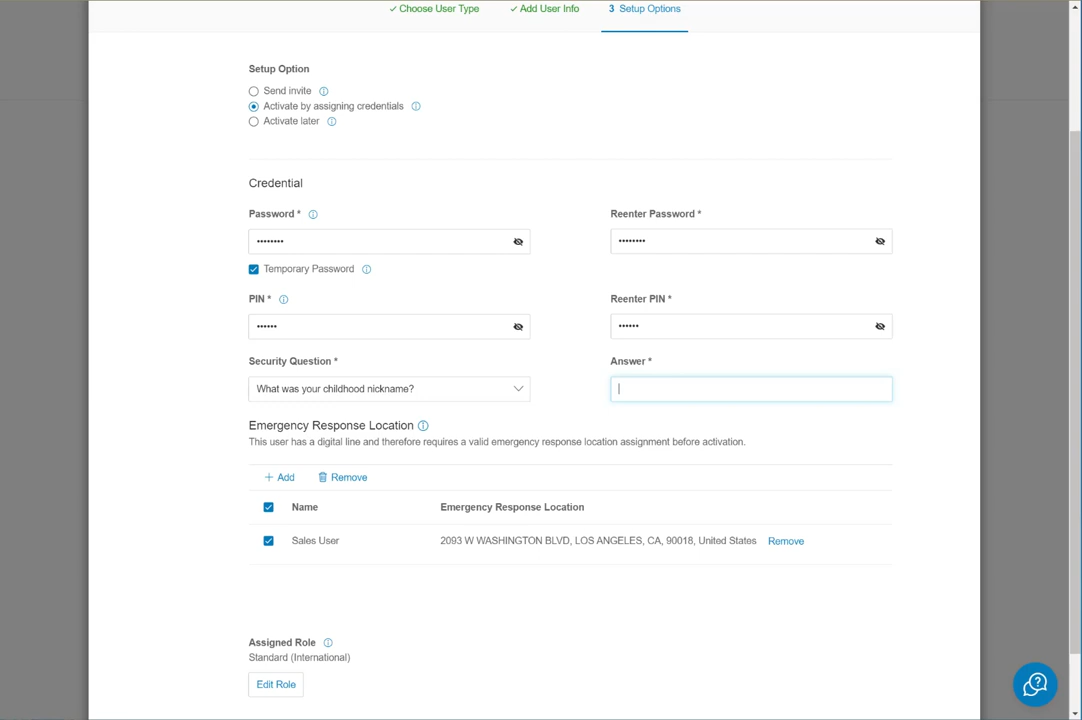 Choose User Type
Add User Info
3 Setup Options
Setup Option
Send invite
Activate by assigning credentials
Activate later
Credential
Password *
Reenter Password *
••••••••
••••••••
Temporary Password
PIN *
Reenter PIN *
••••••
••••••
Security Question *
Answer *
What was your childhood nickname?
Emergency Response Location
This user has a digital line and therefore requires a valid emergency response location assignment before activation.
+ Add
Remove
Name
Emergency Response Location
Sales User
2093 W WASHINGTON BLVD, LOS ANGELES, CA, 90018, United States
Remove
Assigned Role
Standard (International)
Edit Role